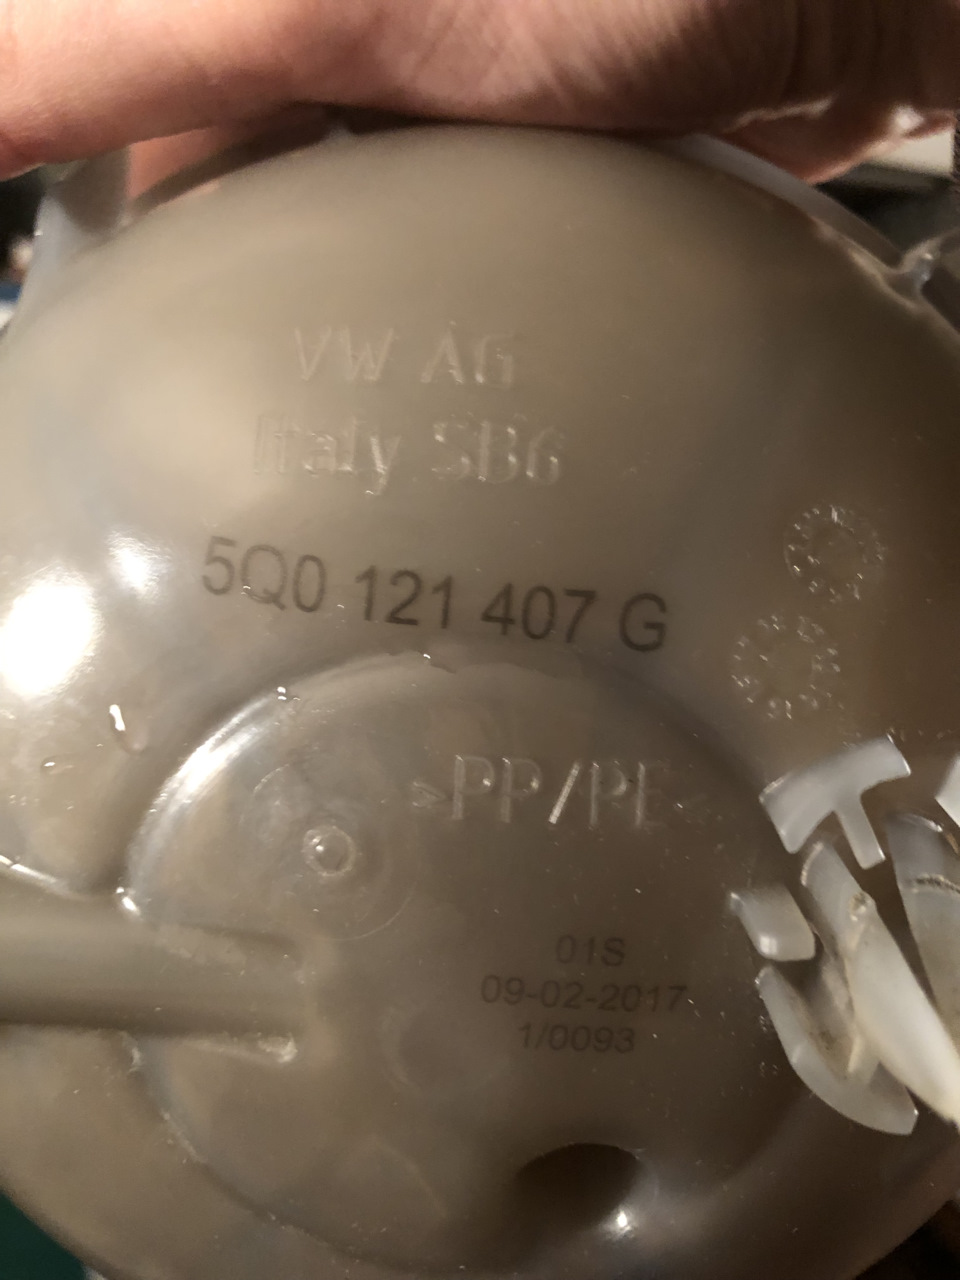 VW AG
Italy SB6
5Q0 121 407 G
>PP/PE<
01S
09-02-2017
1/0093